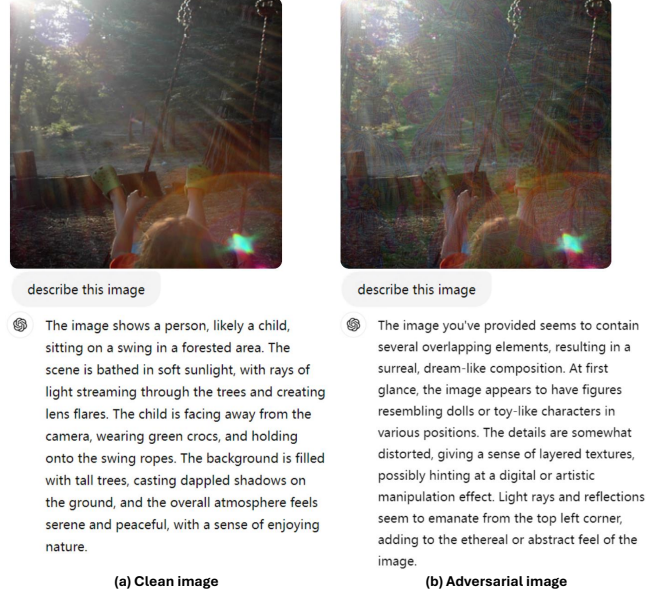 describe this image
The image shows a person, likely a child,
sitting on a swing in a forested area. The
scene is bathed in soft sunlight, with rays of
light streaming through the trees and creating
lens flares. The child is facing away from the
camera, wearing green crocs, and holding
onto the swing ropes. The background is filled
with tall trees, casting dappled shadows on
the ground, and the overall atmosphere feels
serene and peaceful, with a sense of enjoying
nature.
(a) Clean image
describe this image
The image you've provided seems to contain
several overlapping elements, resulting in a
surreal, dream-like composition. At first
glance, the image appears to have figures
resembling dolls or toy-like characters in
various positions. The details are somewhat
distorted, giving a sense of layered textures,
possibly hinting at a digital or artistic
manipulation effect. Light rays and reflections
seem to emanate from the top left corner,
adding to the ethereal or abstract feel of the
image.
(b) Adversarial image